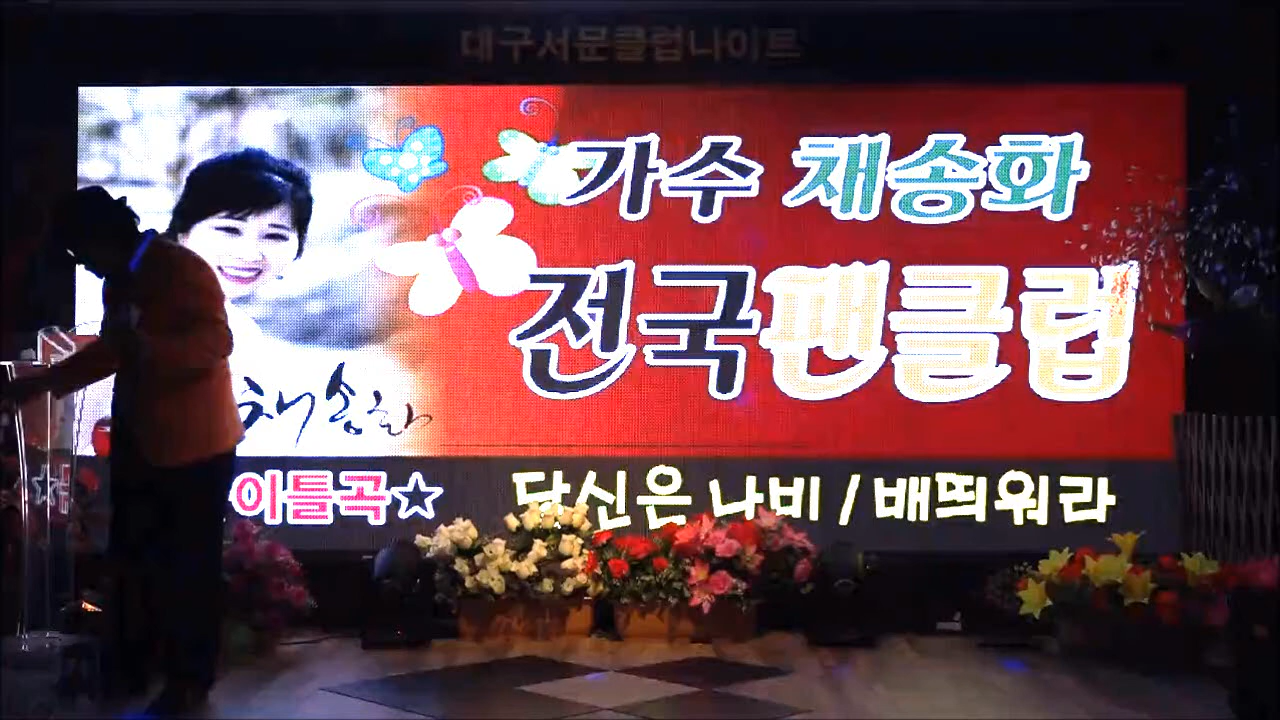 대구서문클럽나이트
가수 채송화
전국팬클럽
채송화
이틀곡☆ 당신은 나비 / 배띄워라